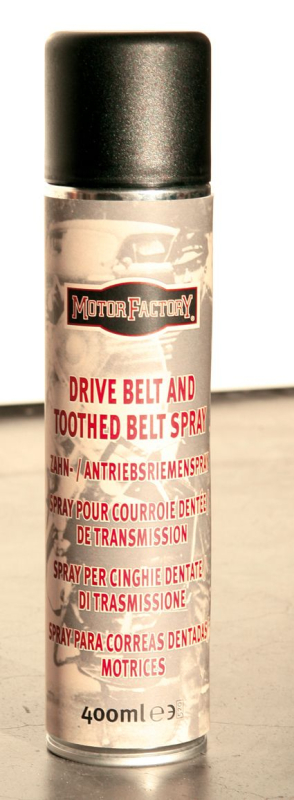 MOTOR FACTORY®
DRIVE BELT AND
TOOTHED BELT SPRAY
ZAHN-/ANTRIEBSRIEMENSPRAY
SPRAY POUR COURROIE DENTÉE/
DE TRANSMISSION
SPRAY PER CINGHIE DENTATE/
DI TRASMISSIONE
SPRAY PARA CORREAS DENTADAS
MOTRICES
400ml ℮